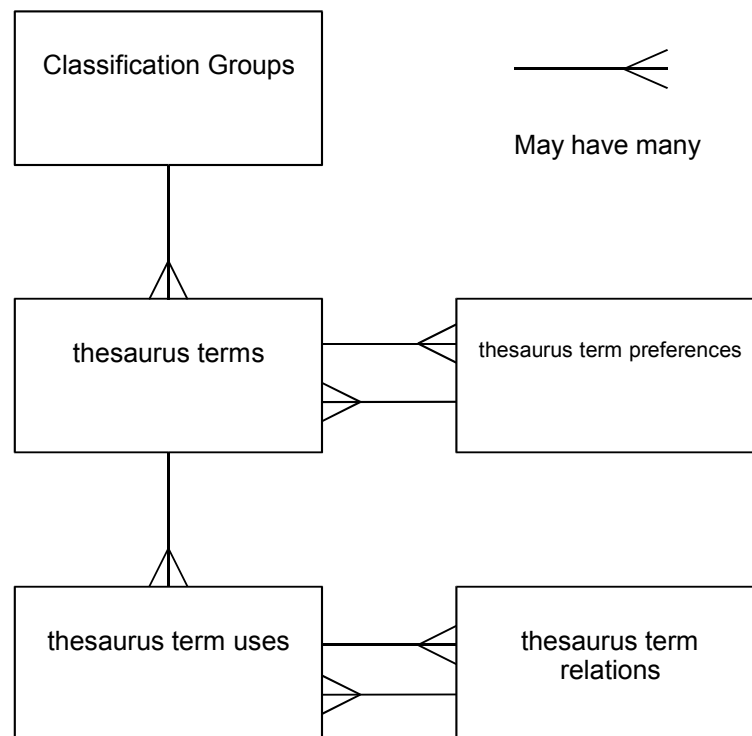 Classification Groups
May have many
thesaurus terms
thesaurus term preferences
thesaurus term uses
thesaurus term
relations